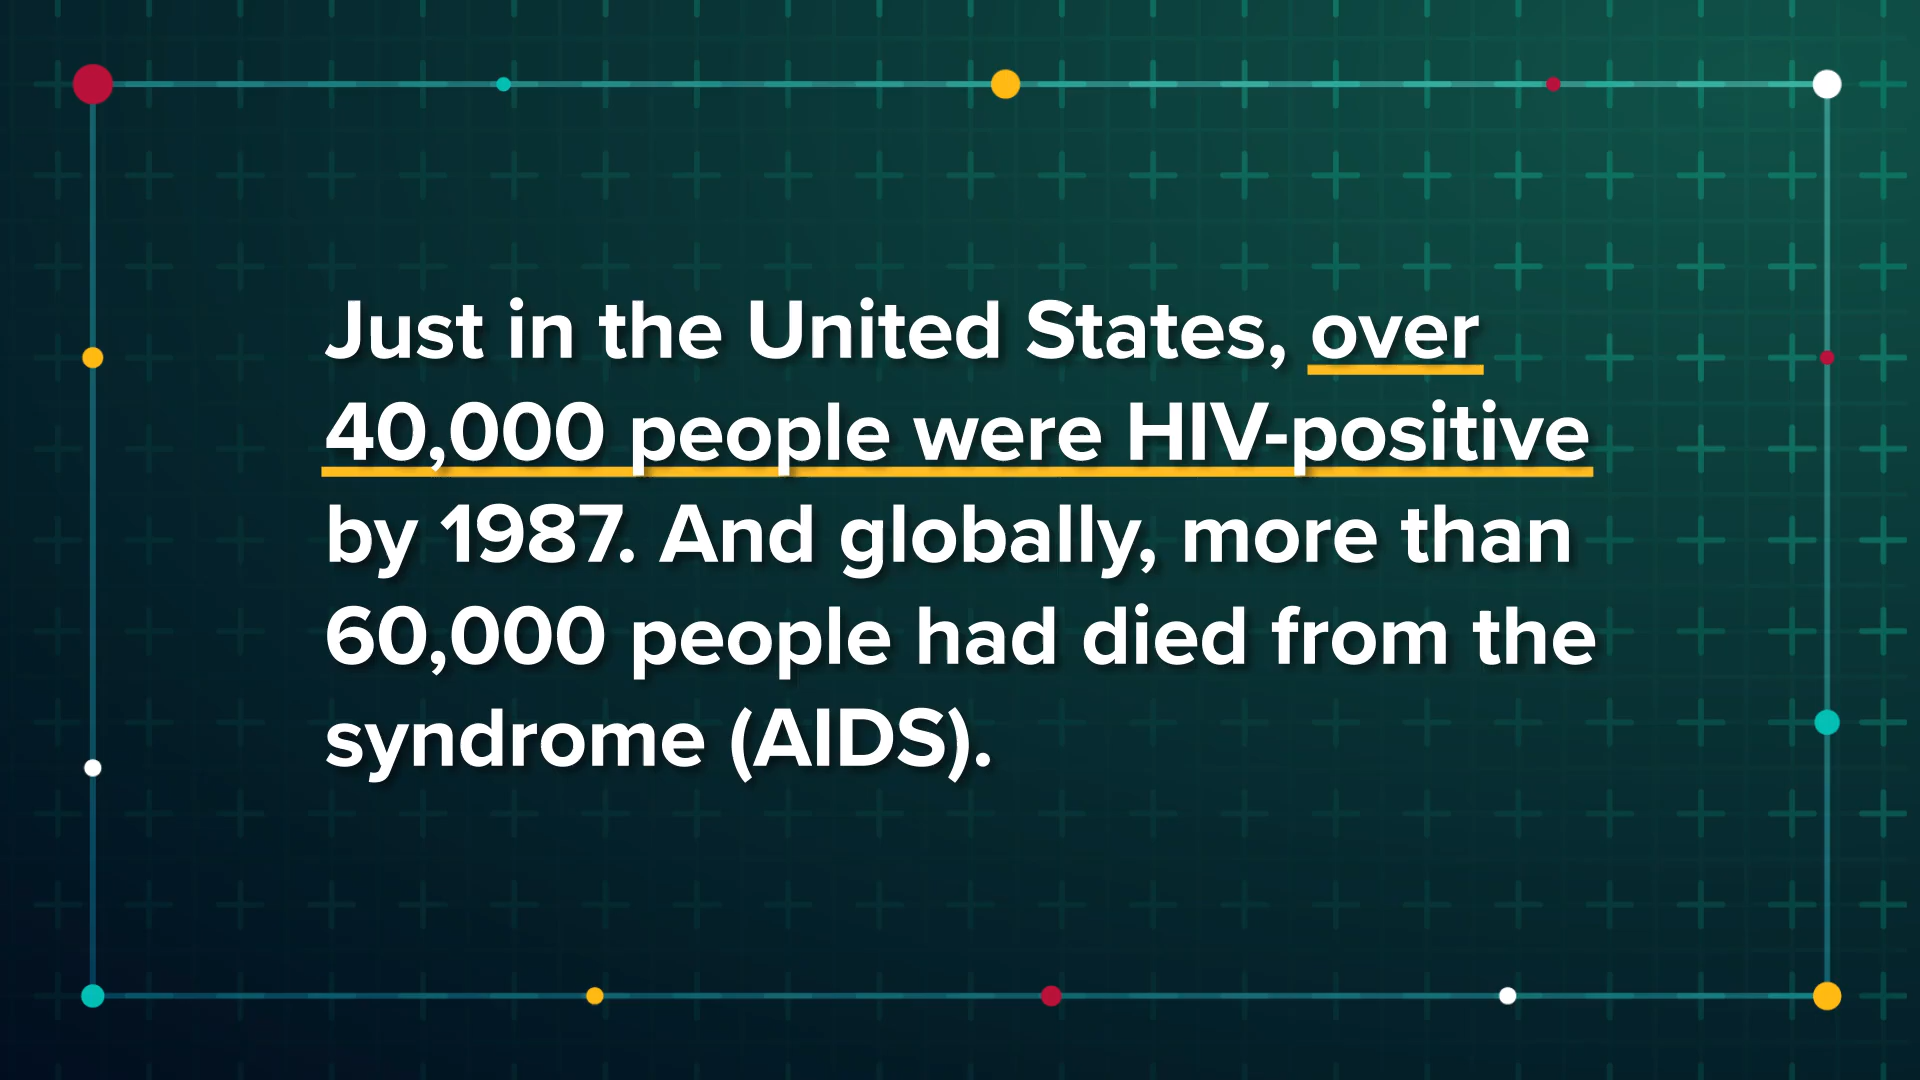 Just in the United States, over
40,000 people were HIV-positive
by 1987. And globally, more than
60,000 people had died from the
syndrome (AIDS).